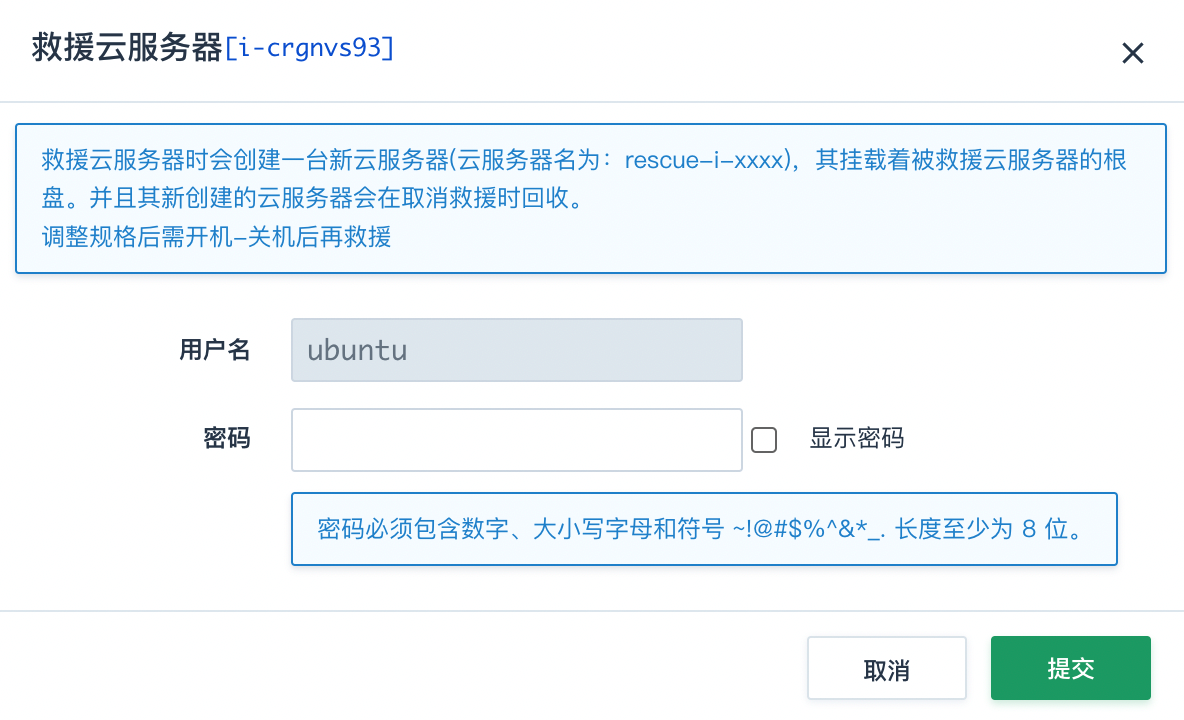 救援云服务器[i-crgnvs93]
救援云服务器时会创建一台新云服务器(云服务器名为：rescue-i-xxxx)，其挂载着被救援云服务器的根
盘。并且其新创建的云服务器会在取消救援时回收。
调整规格后需开机-关机后再救援
用户名
ubuntu
密码
显示密码
密码必须包含数字、大小写字母和符号 ~!@#$%^&*_. 长度至少为 8 位。
取消
提交